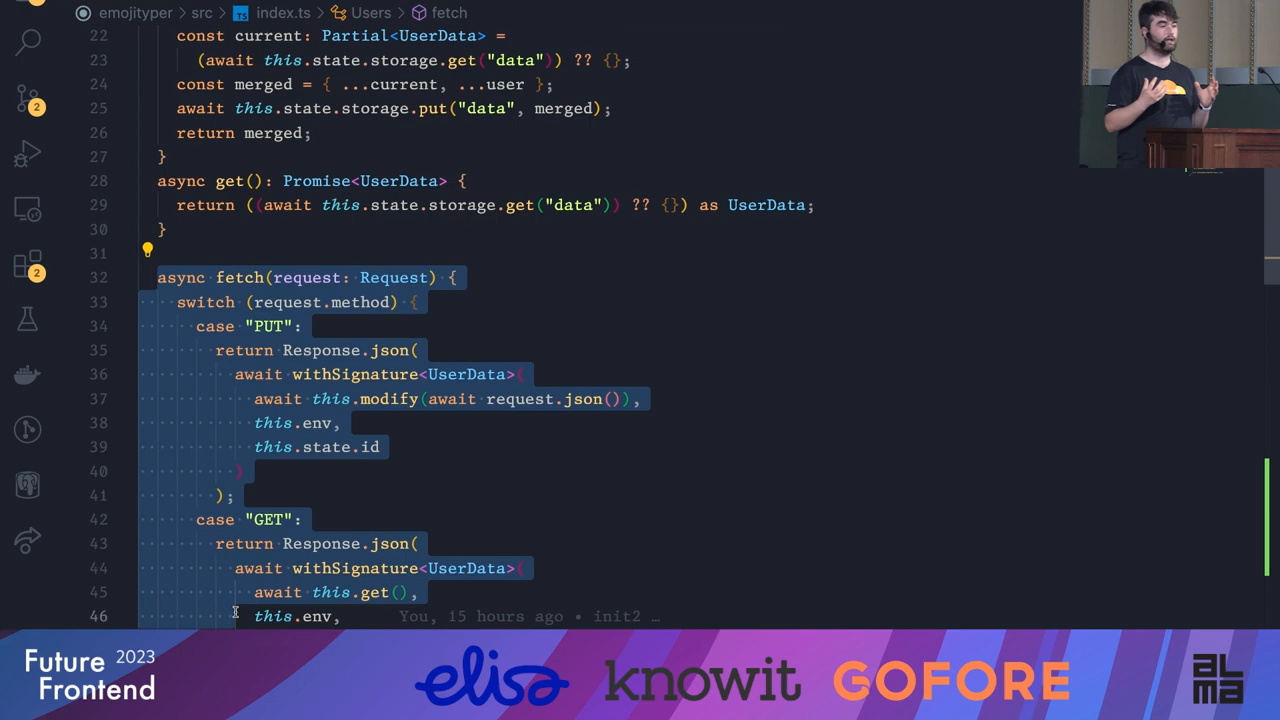 emojityper › src › TS index.ts › Users › fetch
22 const current: Partial<UserData> =
23 (await this.state.storage.get("data")) ?? {};
24 const merged = { ...current, ...user };
25 await this.state.storage.put("data", merged);
26 return merged;
27 }
28 async get(): Promise<UserData> {
29 return ((await this.state.storage.get("data")) ?? {}) as UserData;
30 }
31
32 async fetch(request: Request) {
33 switch (request.method) {
34 case "PUT":
35 return Response.json(
36 await withSignature<UserData>(
37 await this.modify(await request.json()),
38 this.env,
39 this.state.id
40 )
41 );
42 case "GET":
43 return Response.json(
44 await withSignature<UserData>(
45 await this.get(),
46 this.env, You, 15 hours ago • init2 …
2
2
Future 2023
Frontend
elisa
knowit
GOFORE
AL
MA